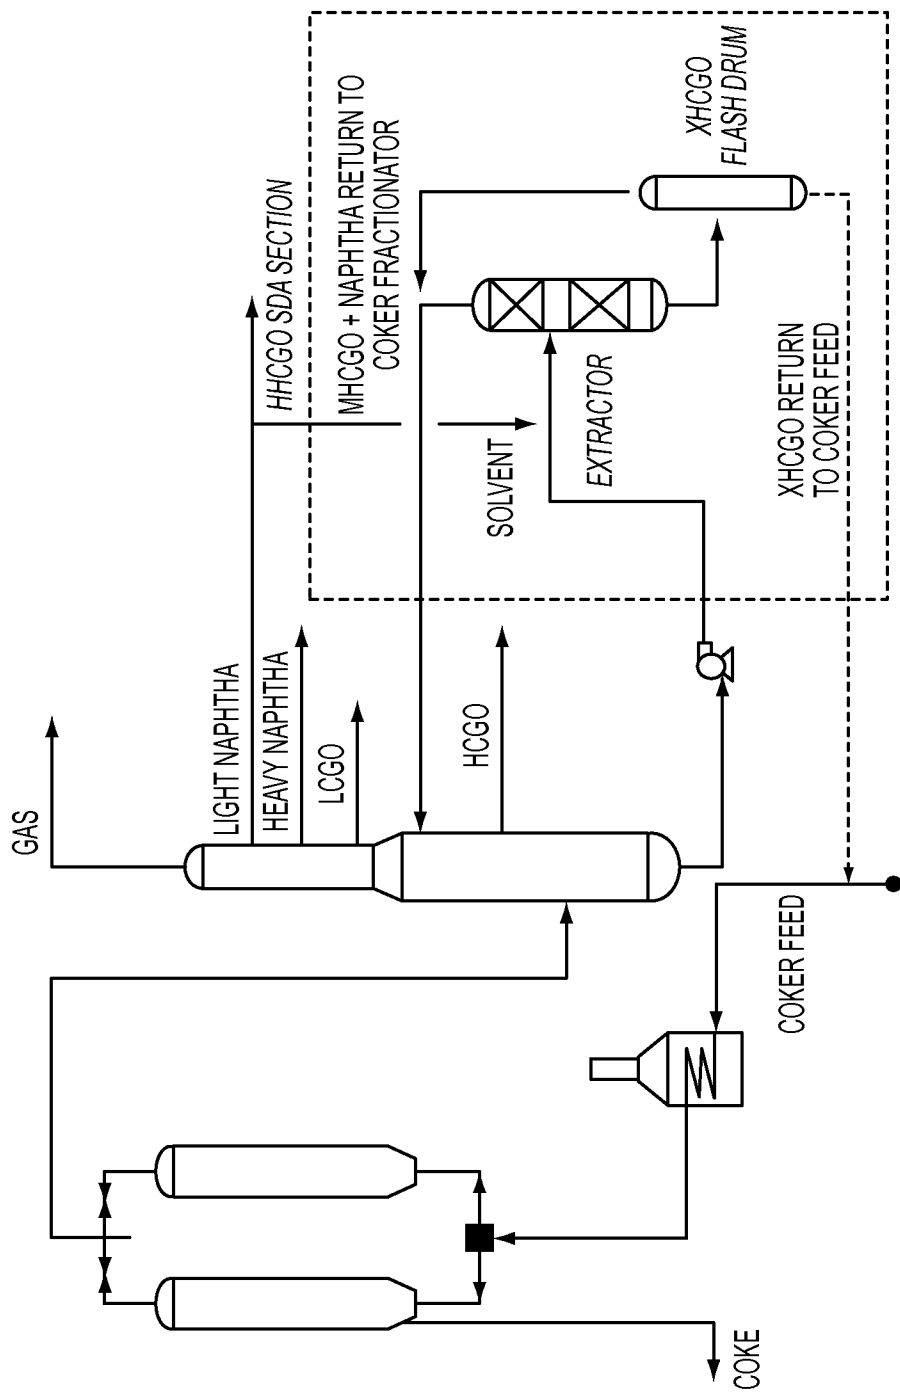 GAS
LIGHT NAPHTHA
HEAVY NAPHTHA
LCGO
HCGO
HHCGO SDA SECTION
MHCGO + NAPHTHA RETURN TO
COKER FRACTIONATOR
SOLVENT
EXTRACTOR
XHCGO
FLASH DRUM
XHCGO RETURN
TO COKER FEED
COKER FEED
COKE